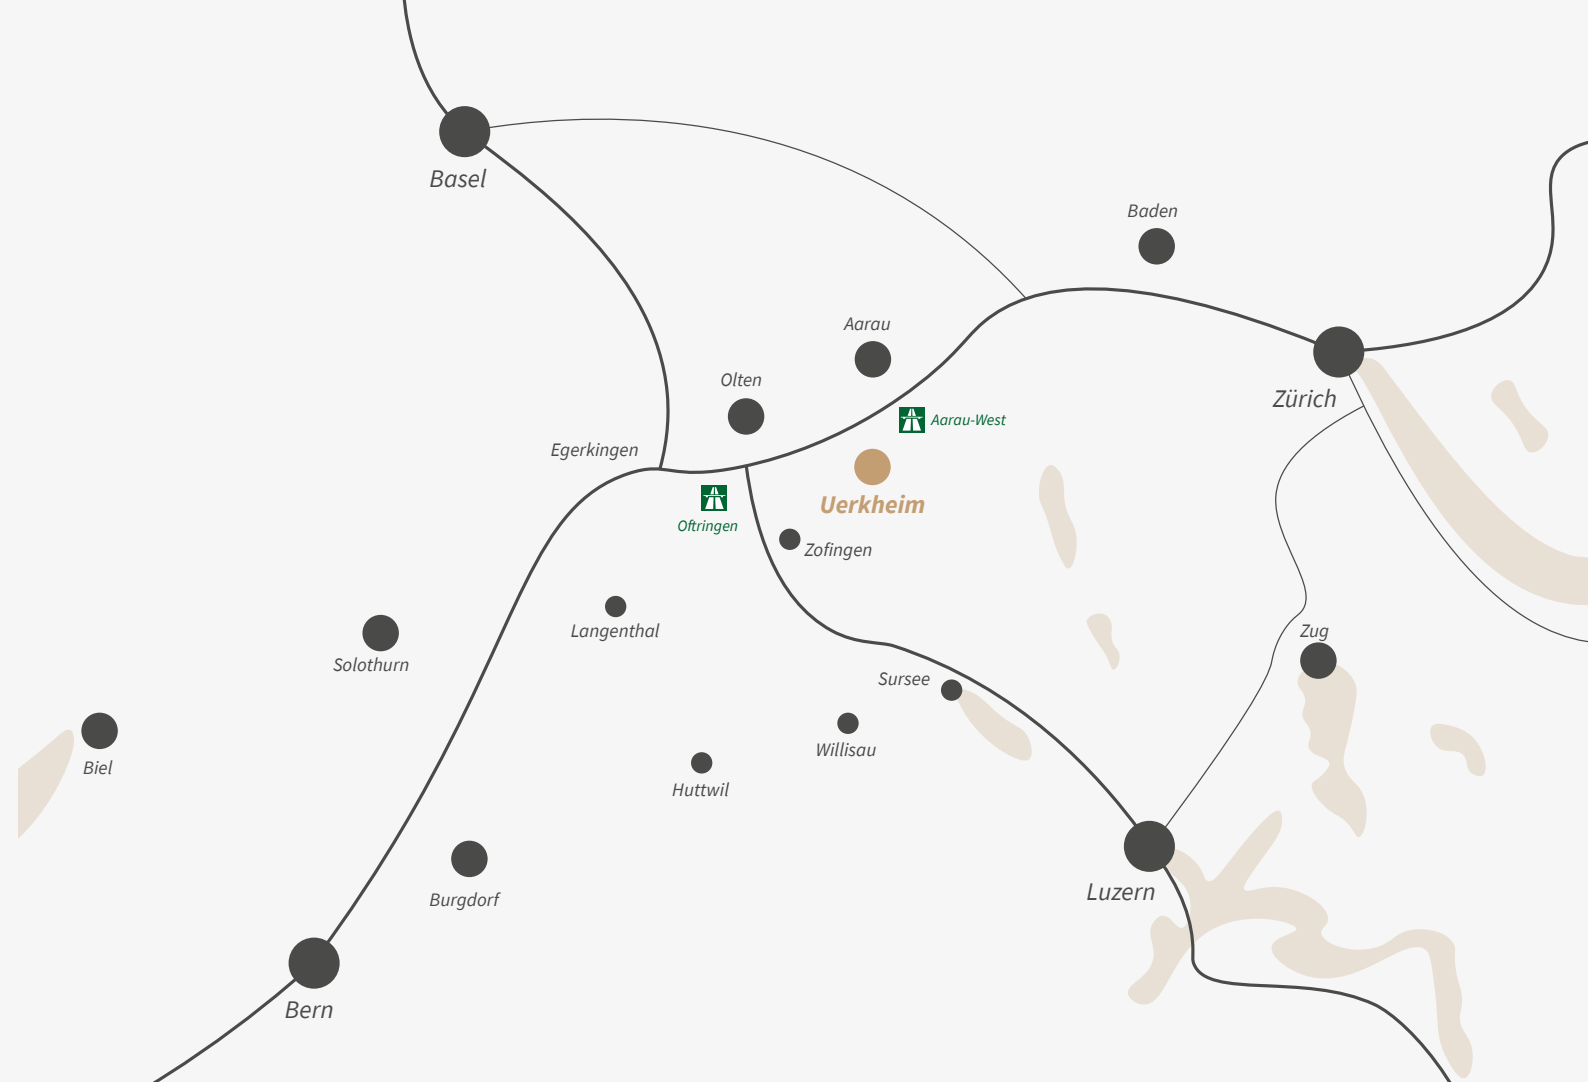 Basel
Baden
Aarau
Olten
Zürich
Aarau-West
Egerkingen
Uerkheim
Oftringen
Zofingen
Langenthal
Zug
Solothurn
Sursee
Willisau
Biel
Huttwil
Luzern
Burgdorf
Bern